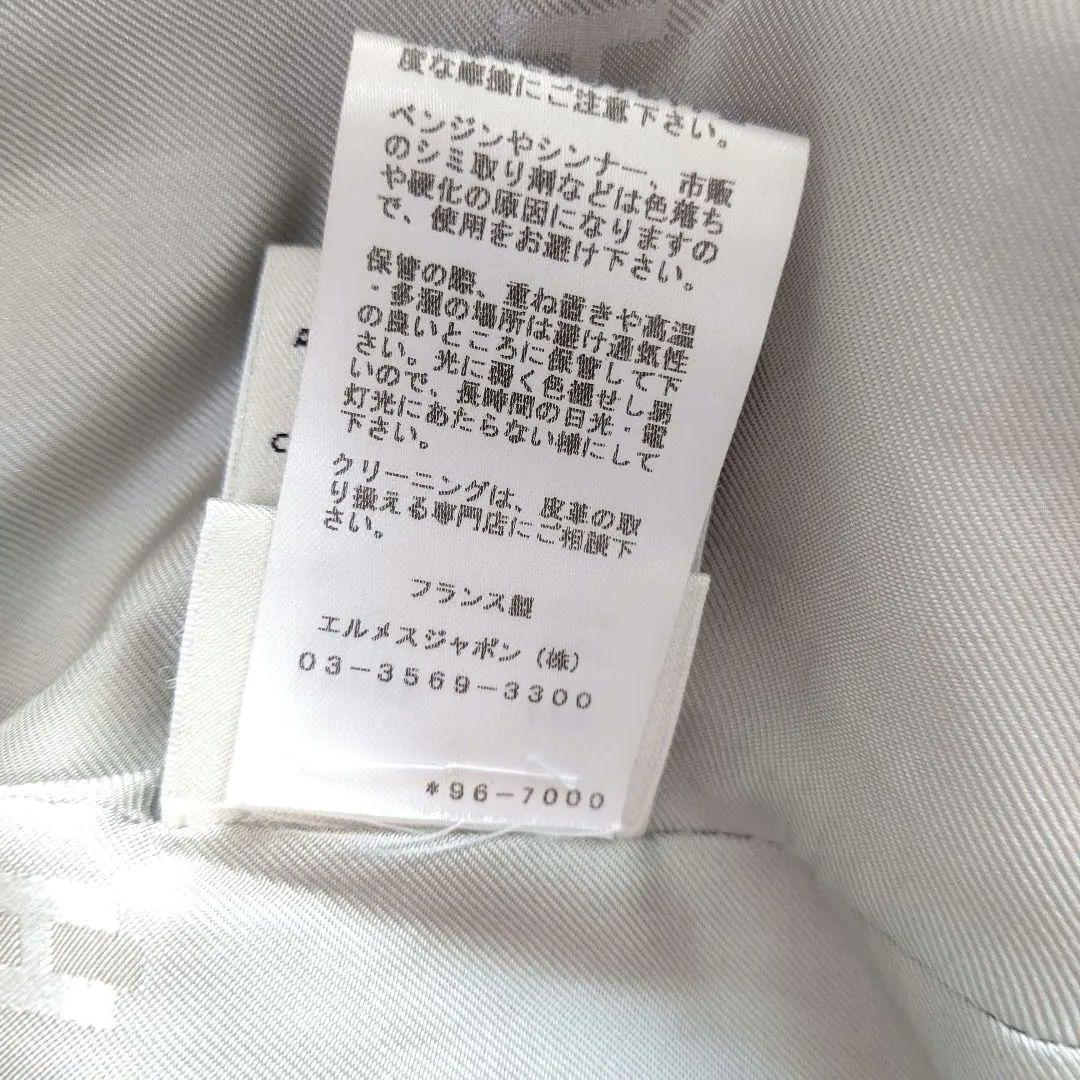 度な摩擦にご注意下さい。
ベンジンやシンナー、市販
のシミ取り剤などは色落ち
や硬化の原因になりますの
で、使用をお避け下さい。
保管の際、重ね置きや高温
・多湿の場所は避け通気性
の良いところに保管して下
さい。光に弱く色褪せし易
いので、長時間の日光・電
灯光にあたらない様にして
下さい。
クリーニングは、皮革の取
り扱える専門店にご相談下
さい。
フランス製
エルメスジャポン（株）
03-3569-3300
*96-7000